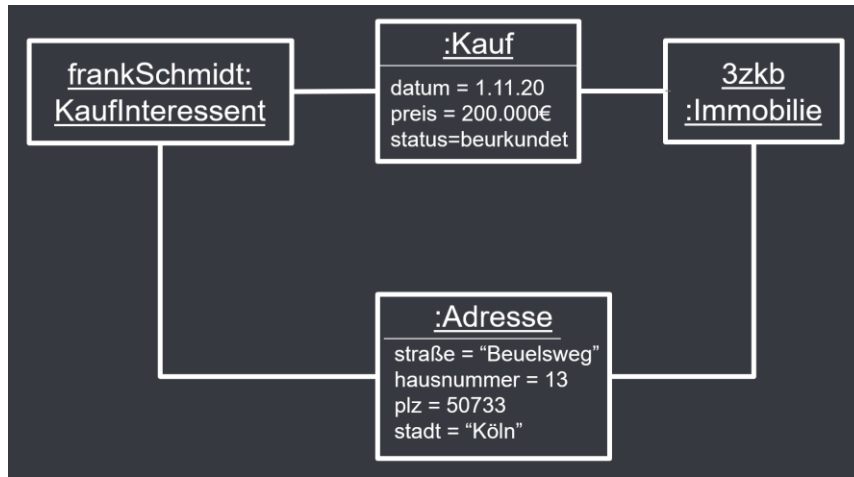 frankSchmidt:
KaufInteressent
:Kauf
datum = 1.11.20
preis = 200.000€
status=beurkundet
3zkb
:Immobilie
:Adresse
straße = “Beuelsweg”
hausnummer = 13
plz = 50733
stadt = “Köln”